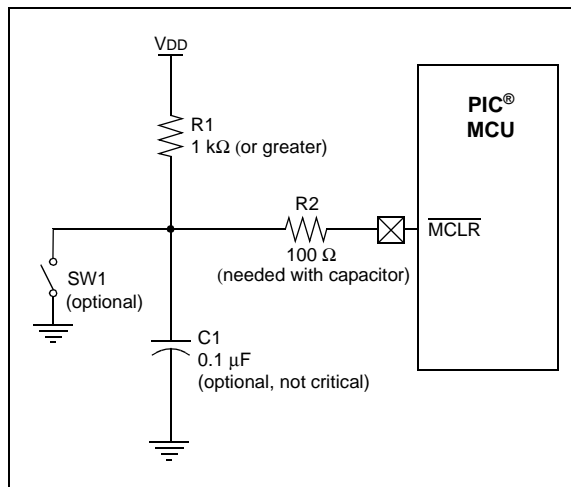 VDD
PIC®
MCU
R1
1 kΩ (or greater)
R2
MCLR
100 Ω
(needed with capacitor)
SW1
(optional)
C1
0.1 μF
(optional, not critical)